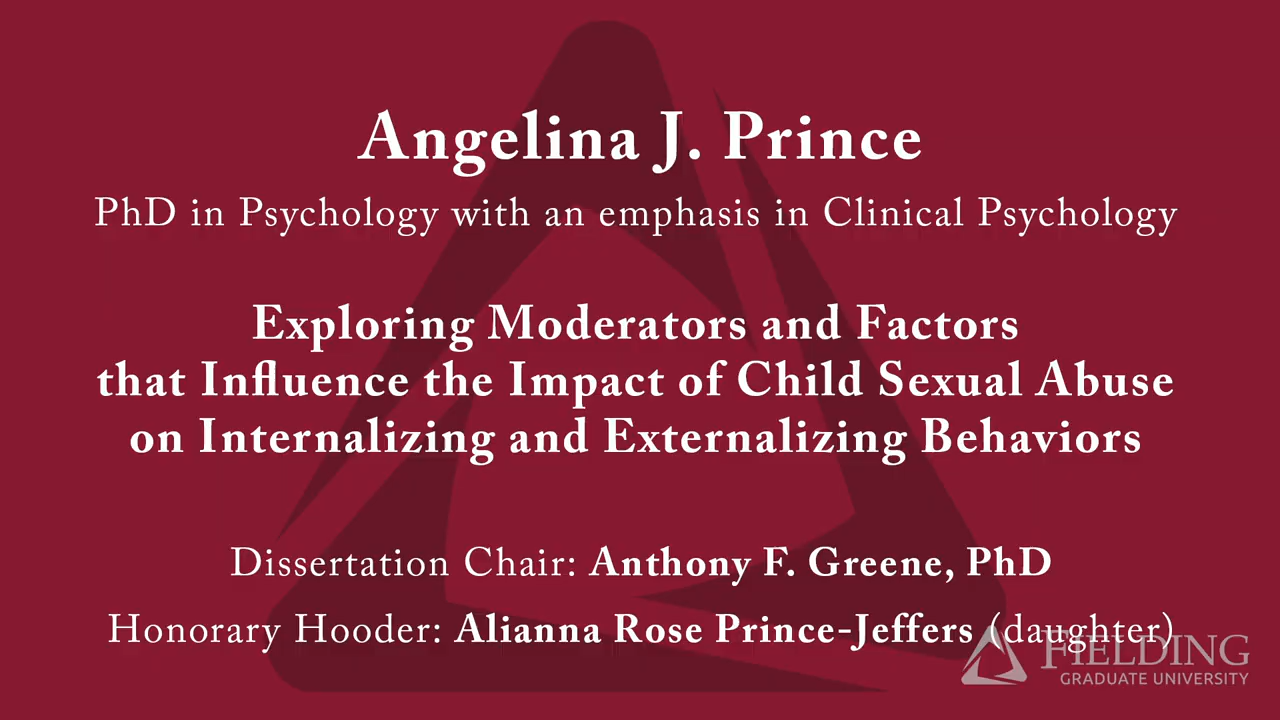 Angelina J. Prince
PhD in Psychology with an emphasis in Clinical Psychology
Exploring Moderators and Factors
that Influence the Impact of Child Sexual Abuse
on Internalizing and Externalizing Behaviors
Dissertation Chair: Anthony F. Greene, PhD
Honorary Hooder: Alianna Rose Prince-Jeffers (daughter)
FIELDING
GRADUATE UNIVERSITY